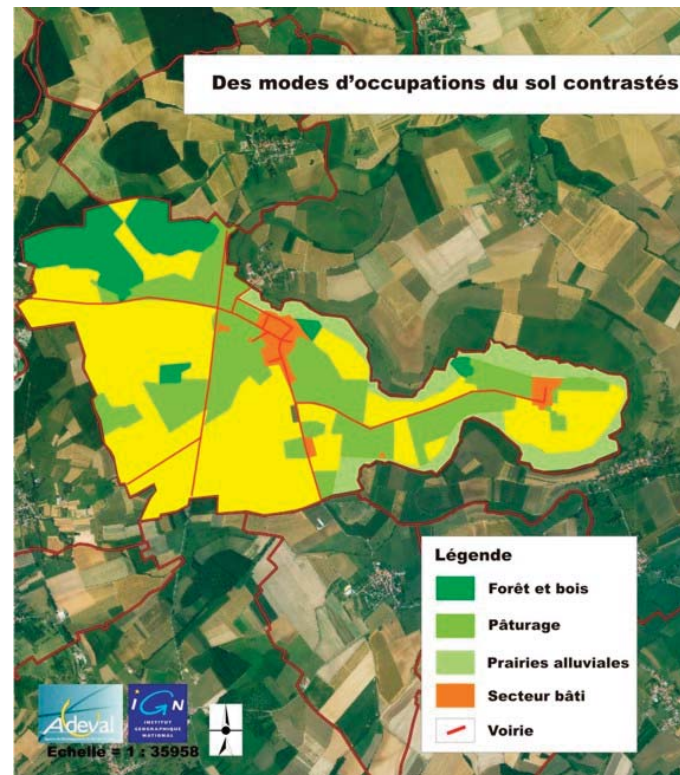 Des modes d'occupations du sol contrastés
Légende
Forêt et bois
Pâturage
Prairies alluviales
Secteur bâti
Voirie
Adeval
iGN
INSTITUT
GEOGRAPHIQUE
NATIONAL
Echelle = 1 : 35958